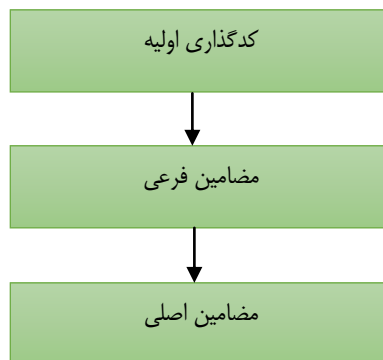 کدگذاری اولیه
مضامین فرعی
مضامین اصلی